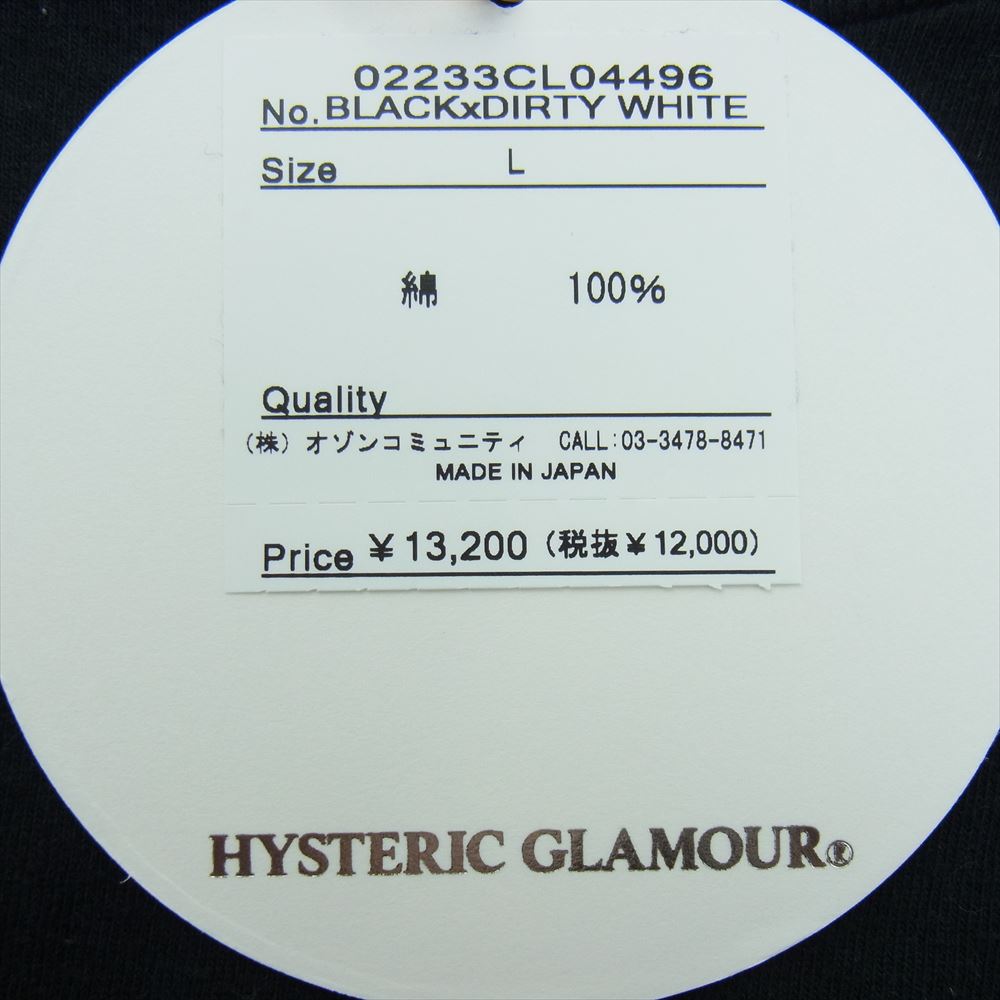 02233CL04496
No. BLACKxDIRTY WHITE
Size L
綿 100%
Quality
(株) オゾンコミュニティ CALL:03-3478-8471
MADE IN JAPAN
Price ¥13,200 (税抜¥12,000)
HYSTERIC GLAMOUR®